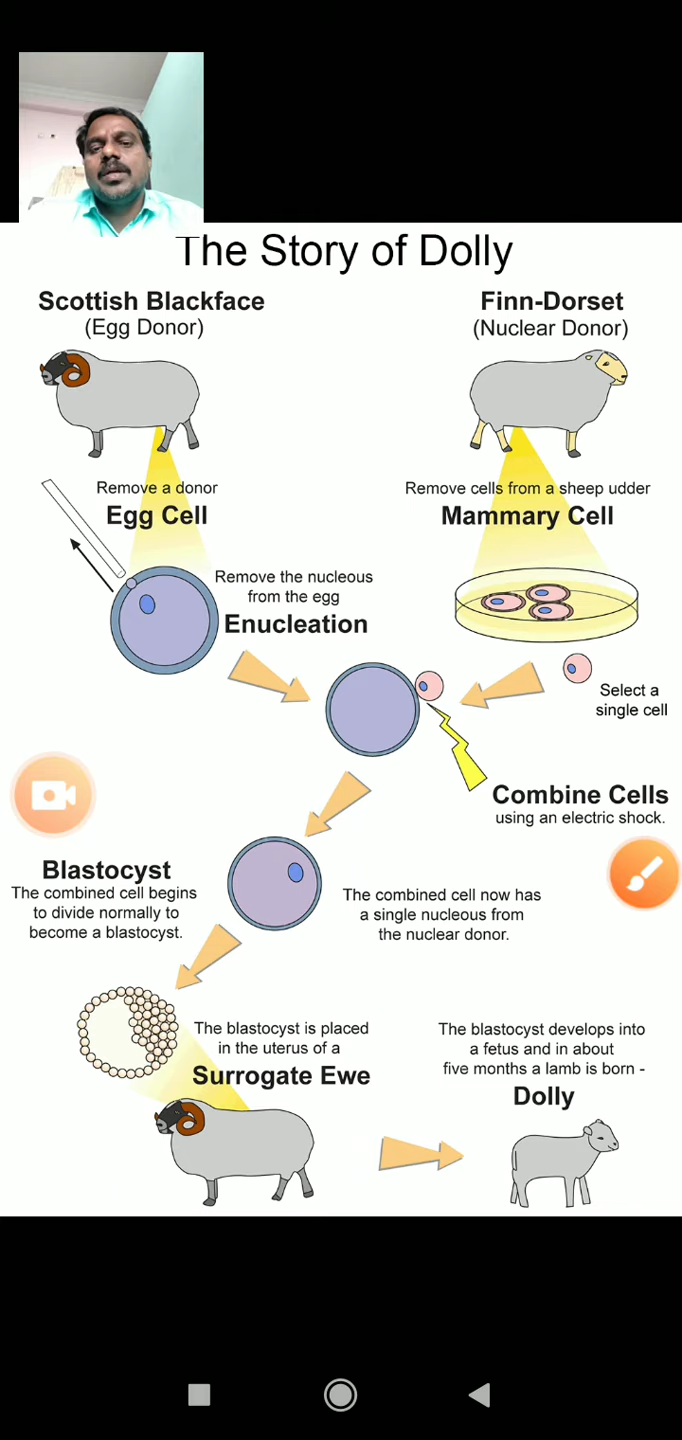 The Story of Dolly
Scottish Blackface
(Egg Donor)
Finn-Dorset
(Nuclear Donor)
Remove a donor
Egg Cell
Remove cells from a sheep udder
Mammary Cell
Remove the nucleous
from the egg
Enucleation
Select a
single cell
Combine Cells
using an electric shock.
Blastocyst
The combined cell begins
to divide normally to
become a blastocyst.
The combined cell now has
a single nucleous from
the nuclear donor.
The blastocyst is placed
in the uterus of a
Surrogate Ewe
The blastocyst develops into
a fetus and in about
five months a lamb is born -
Dolly